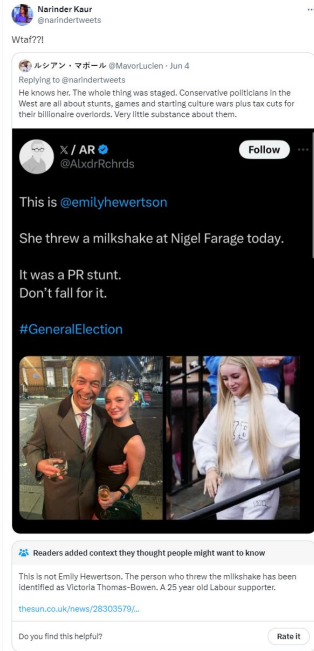 Narinder Kaur
@narindertweets
Wtaf??!
ルシアン・マボール @MavorLucien · Jun 4
Replying to @narindertweets
He knows her. The whole thing was staged. Conservative politicians in the
West are all about stunts, games and starting culture wars plus tax cuts for
their billionaire overlords. Very little substance about them.
X / AR
Follow
@AlxdrRchrds
This is @emilyhewertson
She threw a milkshake at Nigel Farage today.
It was a PR stunt.
Don't fall for it.
#GeneralElection
Readers added context they thought people might want to know
This is not Emily Hewertson. The person who threw the milkshake has been
identified as Victoria Thomas-Bowen. A 25 year old Labour supporter.
thesun.co.uk/news/28303579/...
Do you find this helpful?
Rate it